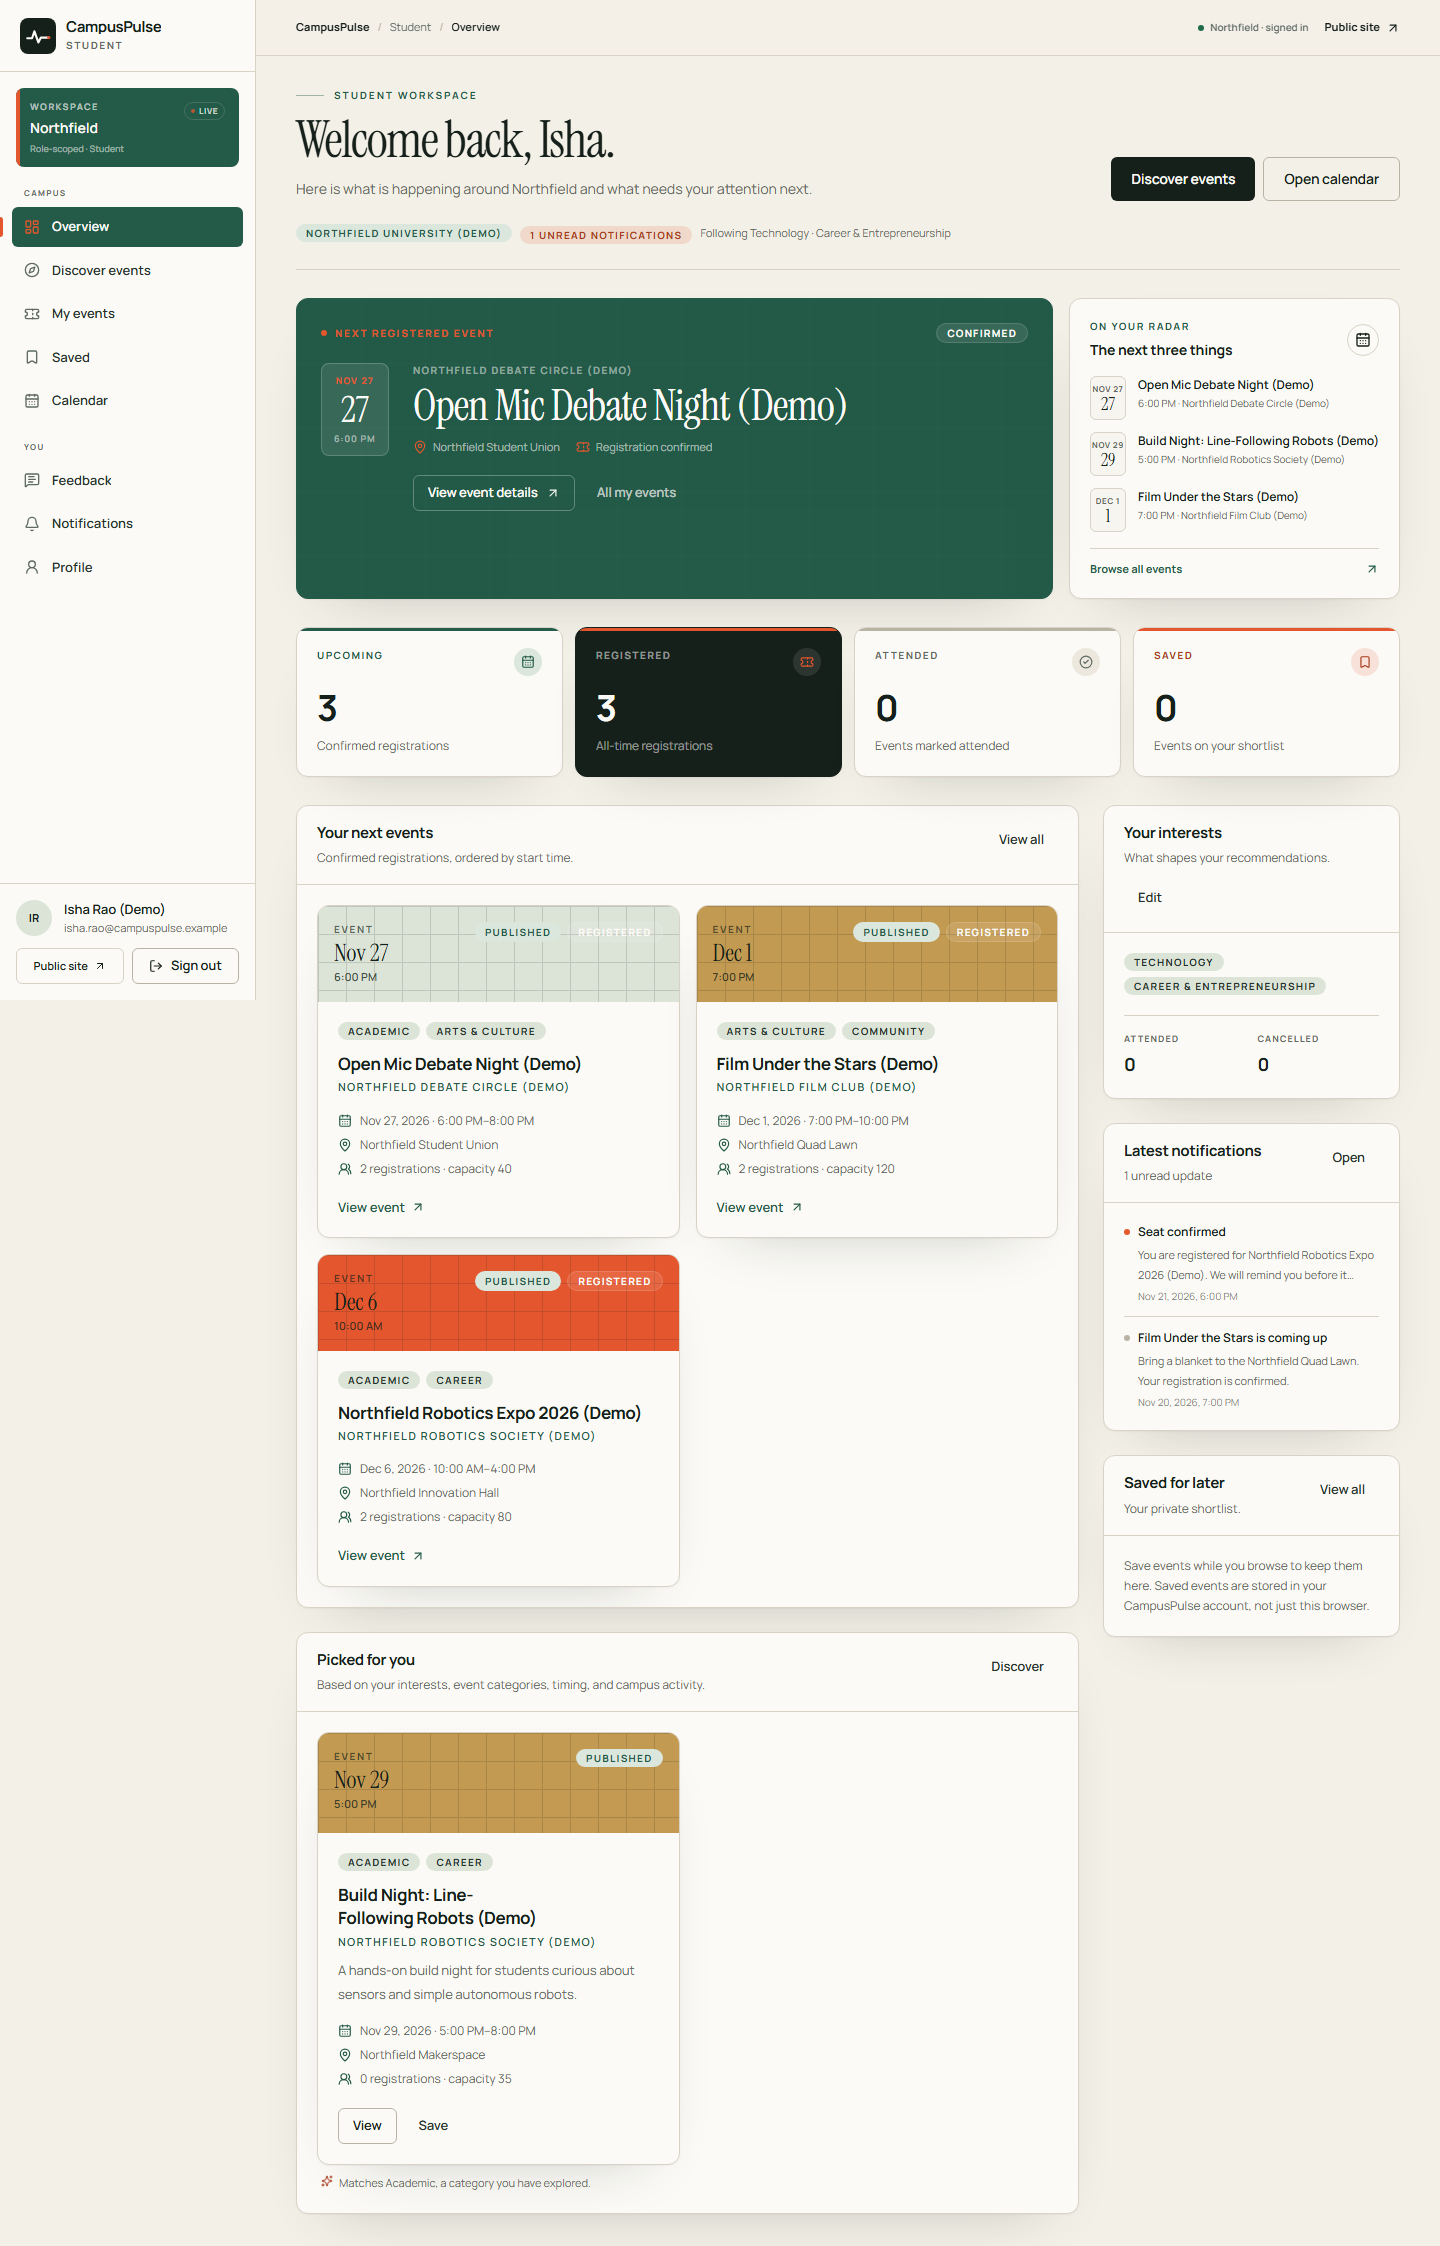 CampusPulse
STUDENT
WORKSPACE
LIVE
Northfield
Role-scoped · Student
CAMPUS
Overview
Discover events
My events
Saved
Calendar
YOU
Feedback
Notifications
Profile
IR
Isha Rao (Demo)
isha.rao@campuspulse.example
Public site
Sign out
CampusPulse / Student / Overview
Northfield · signed in
Public site
STUDENT WORKSPACE
Welcome back, Isha.
Here is what is happening around Northfield and what needs your attention next.
Discover events
Open calendar
NORTHFIELD UNIVERSITY (DEMO)
1 UNREAD NOTIFICATIONS
Following Technology · Career & Entrepreneurship
NEXT REGISTERED EVENT
CONFIRMED
NOV 27
27
6:00 PM
NORTHFIELD DEBATE CIRCLE (DEMO)
Open Mic Debate Night (Demo)
Northfield Student Union
Registration confirmed
View event details
All my events
ON YOUR RADAR
The next three things
NOV 27
27
Open Mic Debate Night (Demo)
6:00 PM · Northfield Debate Circle (Demo)
NOV 29
29
Build Night: Line-Following Robots (Demo)
5:00 PM · Northfield Robotics Society (Demo)
DEC 1
1
Film Under the Stars (Demo)
7:00 PM · Northfield Film Club (Demo)
Browse all events
UPCOMING
3
Confirmed registrations
REGISTERED
3
All-time registrations
ATTENDED
0
Events marked attended
SAVED
0
Events on your shortlist
Your next events
Confirmed registrations, ordered by start time.
View all
EVENT
Nov 27
6:00 PM
PUBLISHED
REGISTERED
ACADEMIC
ARTS & CULTURE
Open Mic Debate Night (Demo)
NORTHFIELD DEBATE CIRCLE (DEMO)
Nov 27, 2026 · 6:00 PM–8:00 PM
Northfield Student Union
2 registrations · capacity 40
View event
EVENT
Dec 1
7:00 PM
PUBLISHED
REGISTERED
ARTS & CULTURE
COMMUNITY
Film Under the Stars (Demo)
NORTHFIELD FILM CLUB (DEMO)
Dec 1, 2026 · 7:00 PM–10:00 PM
Northfield Quad Lawn
2 registrations · capacity 120
View event
EVENT
Dec 6
10:00 AM
PUBLISHED
REGISTERED
ACADEMIC
CAREER
Northfield Robotics Expo 2026 (Demo)
NORTHFIELD ROBOTICS SOCIETY (DEMO)
Dec 6, 2026 · 10:00 AM–4:00 PM
Northfield Innovation Hall
2 registrations · capacity 80
View event
Picked for you
Based on your interests, event categories, timing, and campus activity.
Discover
EVENT
Nov 29
5:00 PM
PUBLISHED
ACADEMIC
CAREER
Build Night: Line-
Following Robots (Demo)
NORTHFIELD ROBOTICS SOCIETY (DEMO)
A hands-on build night for students curious about
sensors and simple autonomous robots.
Nov 29, 2026 · 5:00 PM–8:00 PM
Northfield Makerspace
0 registrations · capacity 35
View
Save
Matches Academic, a category you have explored.
Your interests
What shapes your recommendations.
Edit
TECHNOLOGY
CAREER & ENTREPRENEURSHIP
ATTENDED
0
CANCELLED
0
Latest notifications
1 unread update
Open
Seat confirmed
You are registered for Northfield Robotics Expo
2026 (Demo). We will remind you before it...
Nov 21, 2026, 6:00 PM
Film Under the Stars is coming up
Bring a blanket to the Northfield Quad Lawn.
Your registration is confirmed.
Nov 20, 2026, 7:00 PM
Saved for later
Your private shortlist.
View all
Save events while you browse to keep them
here. Saved events are stored in your
CampusPulse account, not just this browser.